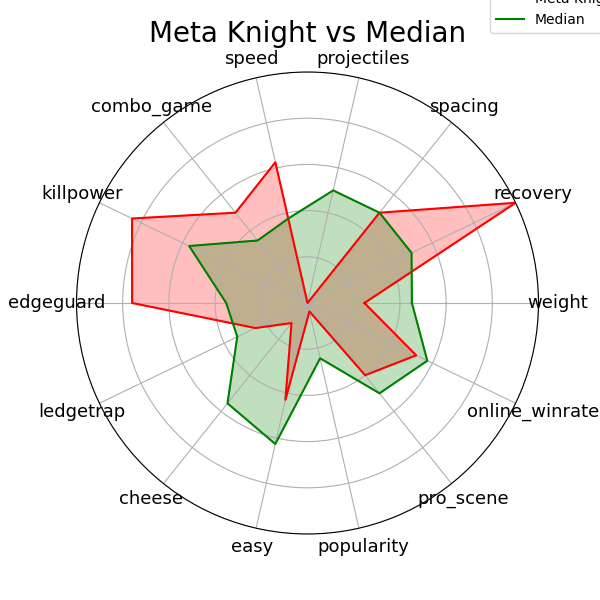 Median
Meta Knight vs Median
speed
projectiles
combo_game
spacing
killpower
recovery
edgeguard
weight
ledgetrap
online_winrate
cheese
pro_scene
easy
popularity